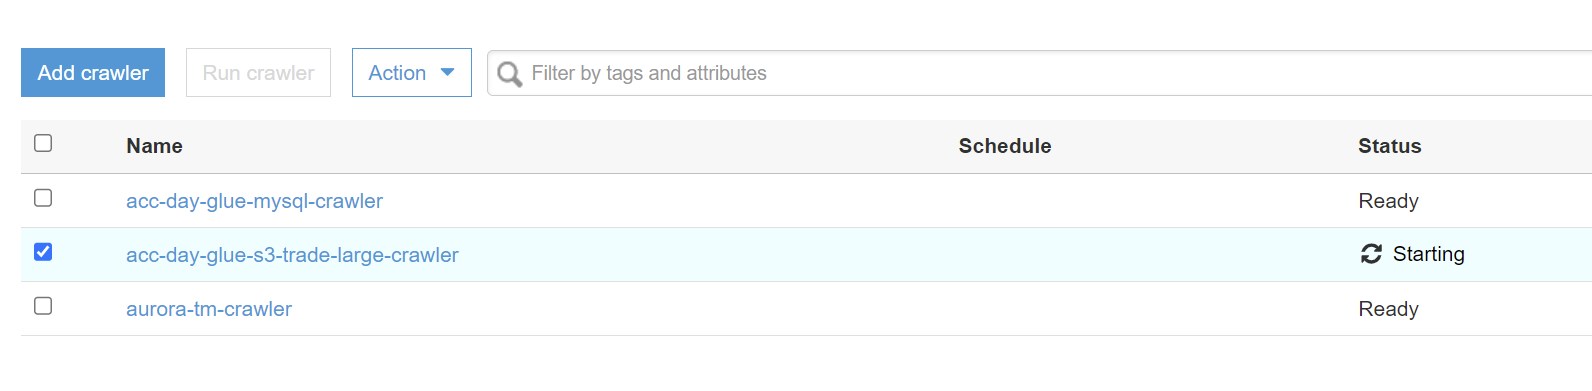 Add crawler Run crawler Action Filter by tags and attributes
Name Schedule Status
acc-day-glue-mysql-crawler Ready
acc-day-glue-s3-trade-large-crawler Starting
aurora-tm-crawler Ready